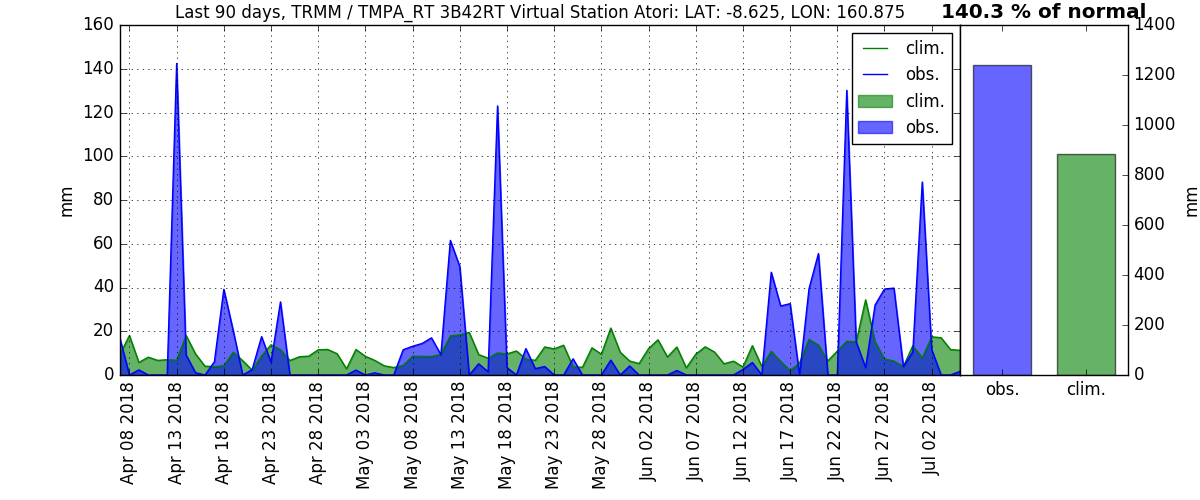 Last 90 days, TRMM / TMPA_RT 3B42RT Virtual Station Atori: LAT: -8.625, LON: 160.875
140.3 % of normal
160
140
120
100
80
60
40
20
0
mm
clim.
obs.
clim.
obs.
1400
1200
1000
800
600
400
200
0
mm
obs.
clim.
Apr 08 2018
Apr 13 2018
Apr 18 2018
Apr 23 2018
Apr 28 2018
May 03 2018
May 08 2018
May 13 2018
May 18 2018
May 23 2018
May 28 2018
Jun 02 2018
Jun 07 2018
Jun 12 2018
Jun 17 2018
Jun 22 2018
Jun 27 2018
Jul 02 2018